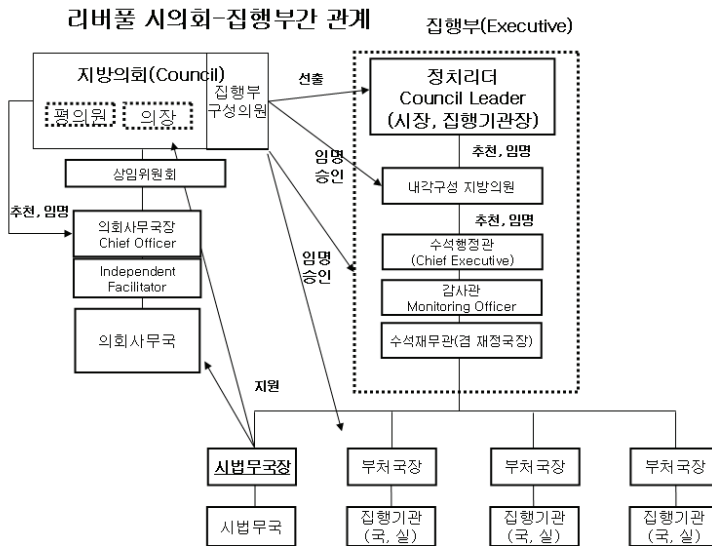 리버풀 시의회-집행부간 관계
집행부(Executive)
지방의회(Council)
평의원
의장
집행부
구성의원
선출
정치리더
Council Leader
(시장, 집행기관장)
추천, 임명
임명
승인
내각구성 지방의원
추천, 임명
상임위원회
추천, 임명
의회사무국장
Chief Officer
Independent
Facilitator
의회사무국
임명
승인
수석행정관
(Chief Executive)
감사관
Monitoring Officer
수석재무관(겸 재정국장)
지원
시법무국장
부처국장
부처국장
부처국장
시법무국
집행기관
(국, 실)
집행기관
(국, 실)
집행기관
(국, 실)